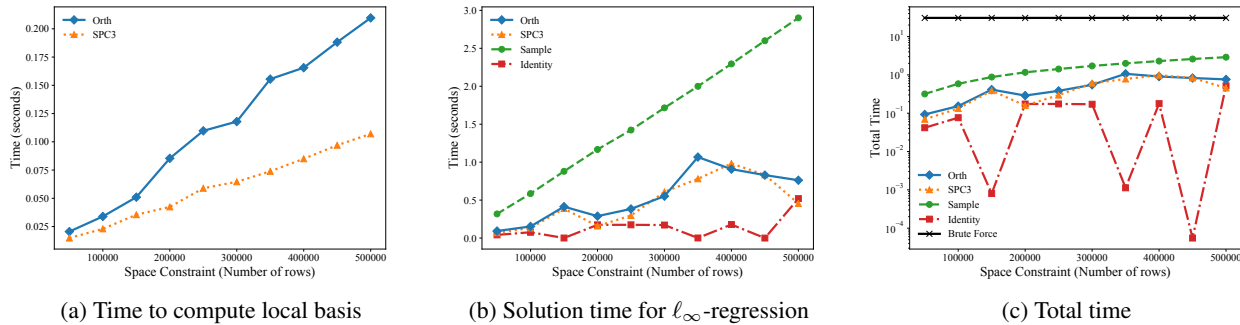 0.200
0.175
0.150
0.125
0.100
0.075
0.050
0.025
Time (seconds)
Orth
SPC3
100000 200000 300000 400000 500000
Space Constraint (Number of rows)
(a) Time to compute local basis
3.0
2.5
2.0
1.5
1.0
0.5
0.0
Time (seconds)
Orth
SPC3
Sample
Identity
100000 200000 300000 400000 500000
Space Constraint (Number of rows)
(b) Solution time for ℓ∞-regression
10¹
10⁰
10⁻¹
10⁻²
10⁻³
10⁻⁴
Total Time
Orth
SPC3
Sample
Identity
Brute Force
100000 200000 300000 400000 500000
Space Constraint (Number of rows)
(c) Total time